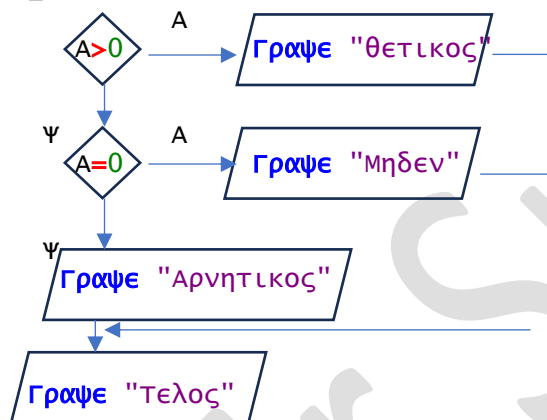 Α
Α>0 Γραψε "θετικος"
Ψ Α
Α=0 Γραψε "Μηδεν"
Ψ
Γραψε "Αρνητικος"
Γραψε "Τελος"